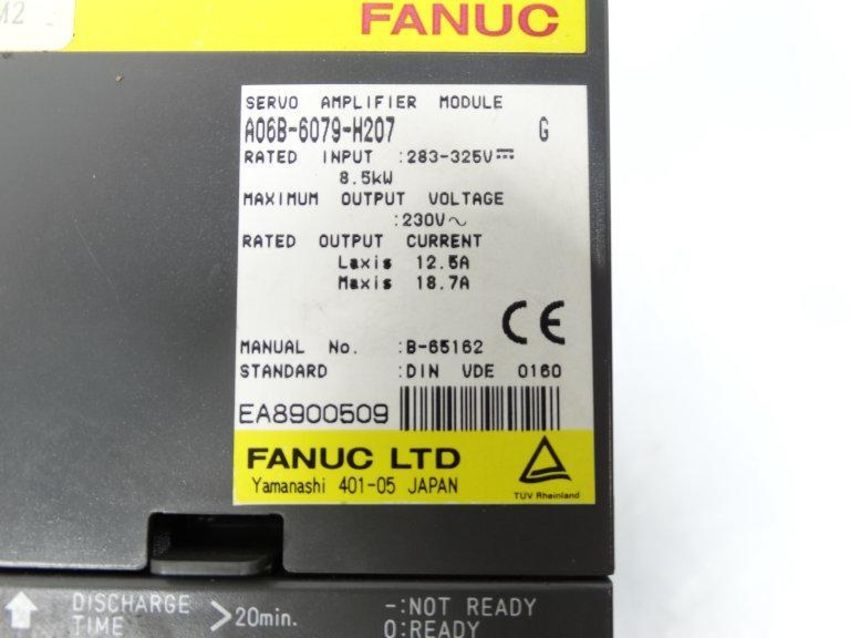 M2
FANUC
SERVO AMPLIFIER MODULE
A06B-6079-H207 G
RATED INPUT :283-325V⎓
8.5kW
MAXIMUM OUTPUT VOLTAGE
:230V~
RATED OUTPUT CURRENT
Laxis 12.5A
Maxis 18.7A
CE
MANUAL No. :B-65162
STANDARD :DIN VDE 0160
EA8900509
FANUC LTD
Yamanashi 401-05 JAPAN
TUV Rheinland
DISCHARGE TIME >20min.
-:NOT READY
0:READY